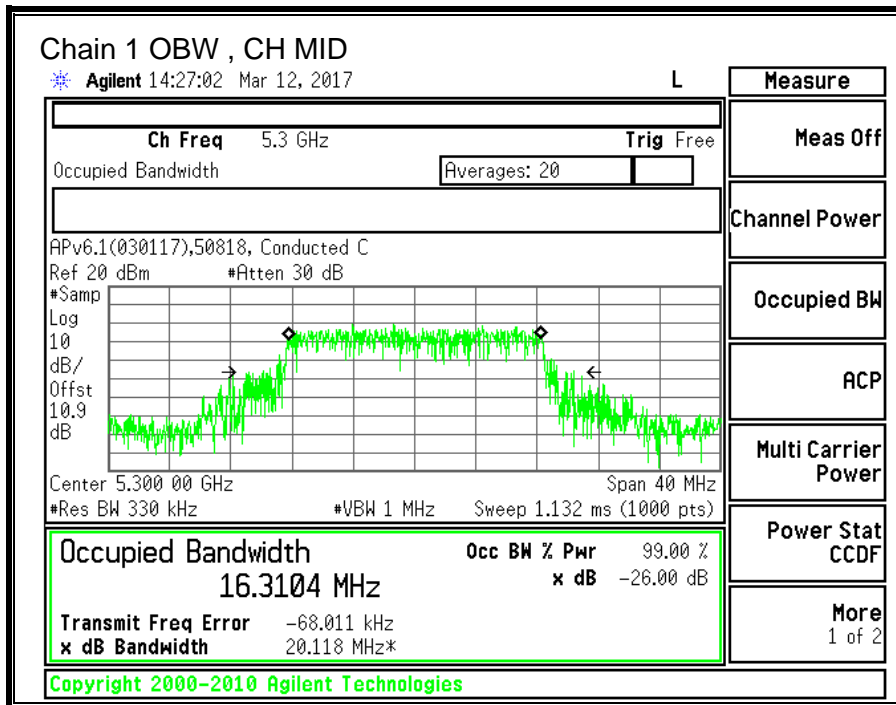 Chain 1 OBW , CH MID
Agilent 14:27:02 Mar 12, 2017 L
Measure
Ch Freq 5.3 GHz Trig Free
Occupied Bandwidth Averages: 20
APv6.1(030117),50818, Conducted C
Ref 20 dBm #Atten 30 dB
#Samp
Log
10
dB/
Offst
10.9
dB
Center 5.300 00 GHz Span 40 MHz
#Res BW 330 kHz #VBW 1 MHz Sweep 1.132 ms (1000 pts)
Occupied Bandwidth Occ BW % Pwr 99.00 %
16.3104 MHz x dB -26.00 dB
Transmit Freq Error -68.011 kHz
x dB Bandwidth 20.118 MHz*
Copyright 2000-2010 Agilent Technologies
Meas Off
Channel Power
Occupied BW
ACP
Multi Carrier
Power
Power Stat
CCDF
More
1 of 2